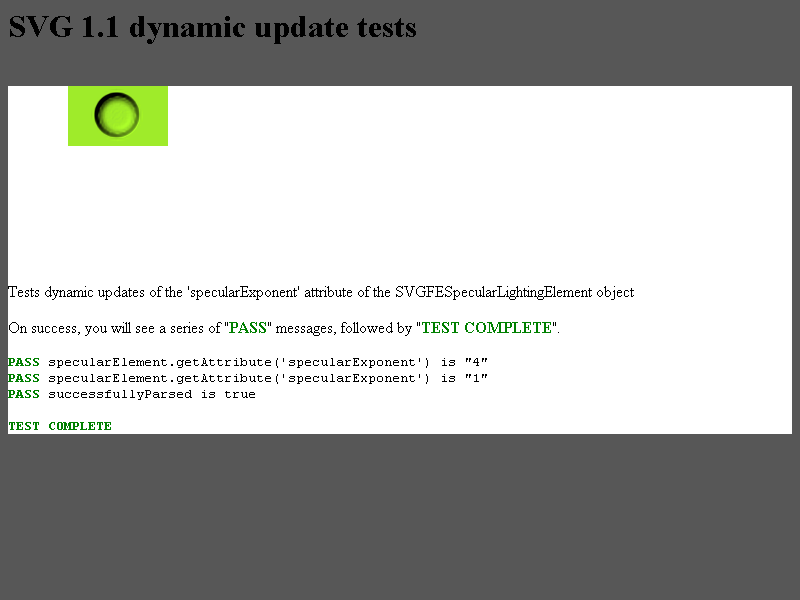 SVG 1.1 dynamic update tests
Tests dynamic updates of the 'specularExponent' attribute of the SVGFESpecularLightingElement object
On success, you will see a series of "PASS" messages, followed by "TEST COMPLETE".
PASS specularElement.getAttribute('specularExponent') is "4"
PASS specularElement.getAttribute('specularExponent') is "1"
PASS successfullyParsed is true
TEST COMPLETE